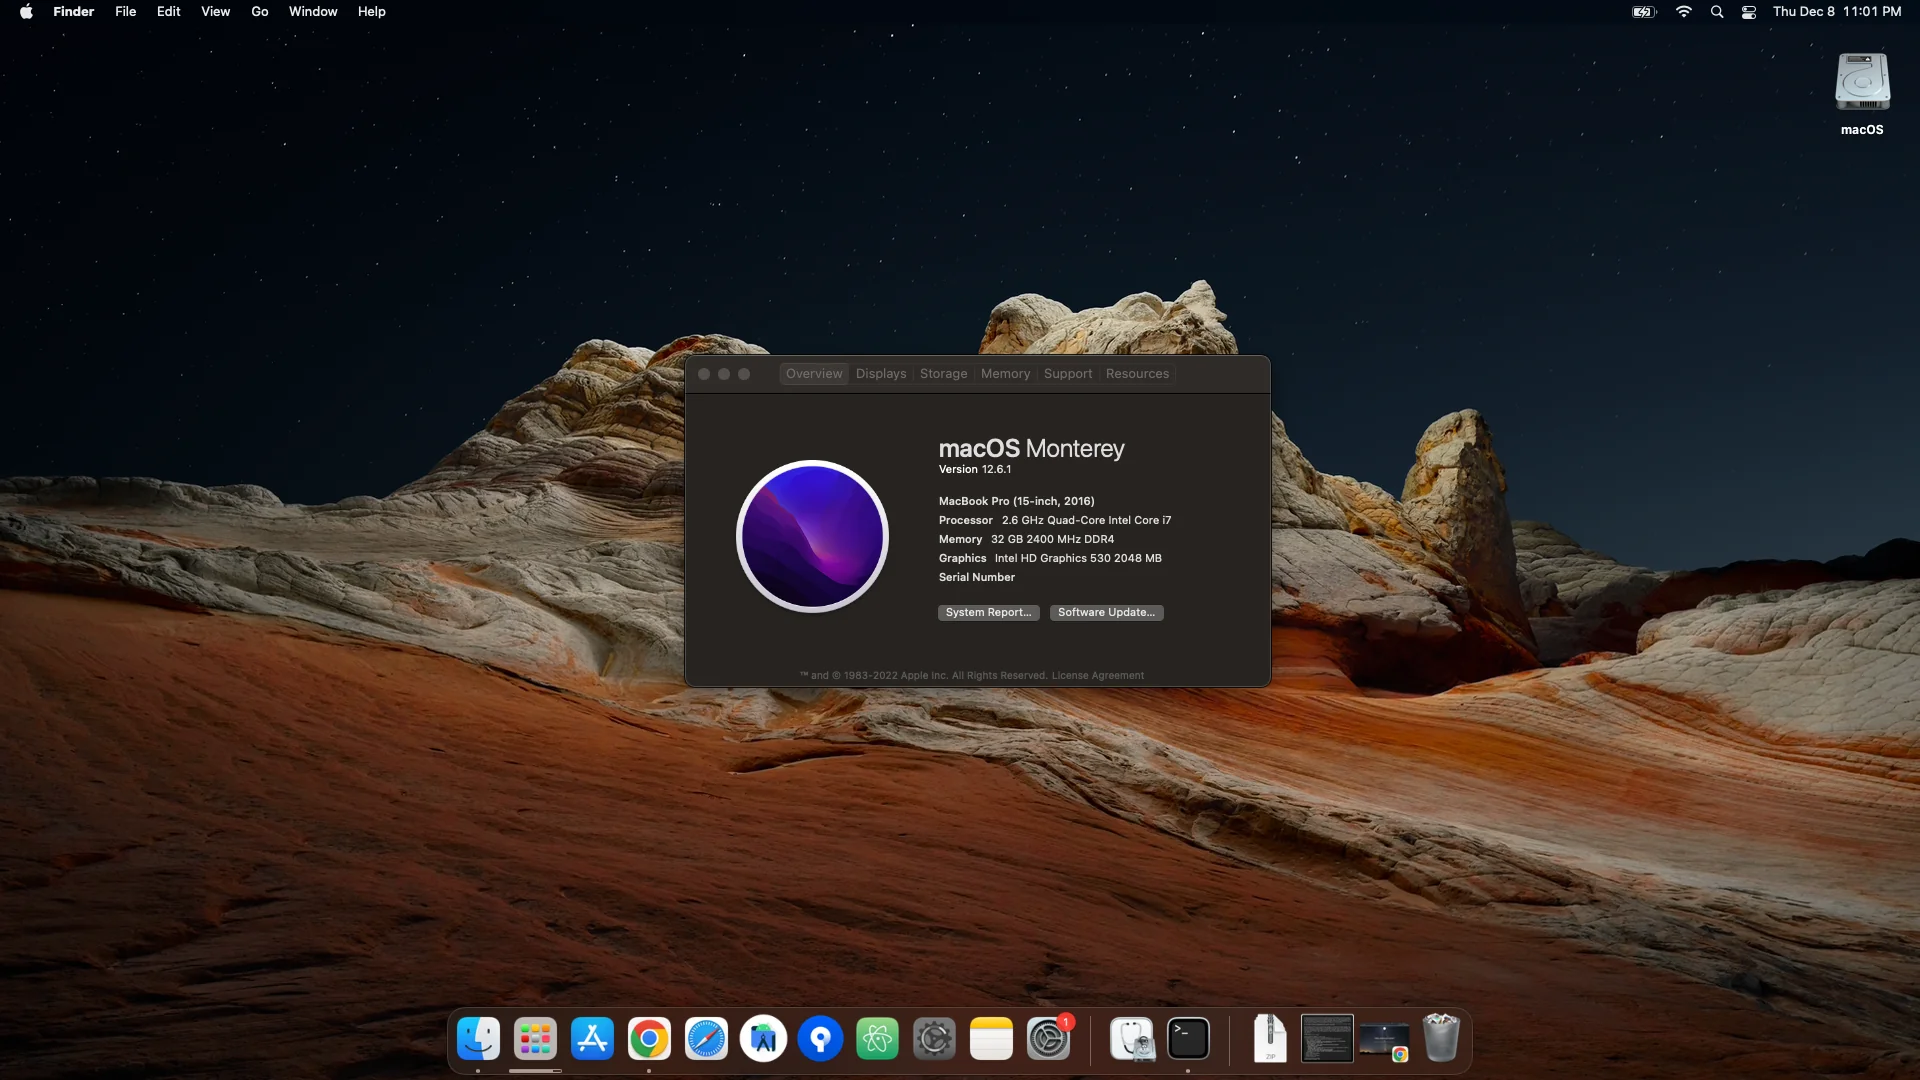 Finder File Edit View Go Window Help
Thu Dec 8 11:01 PM
macOS
Overview Displays Storage Memory Support Resources
macOS Monterey
Version 12.6.1
MacBook Pro (15-inch, 2016)
Processor 2.6 GHz Quad-Core Intel Core i7
Memory 32 GB 2400 MHz DDR4
Graphics Intel HD Graphics 530 2048 MB
Serial Number
System Report... Software Update...
™ and © 1983-2022 Apple Inc. All Rights Reserved. License Agreement
1
>_
ZIP